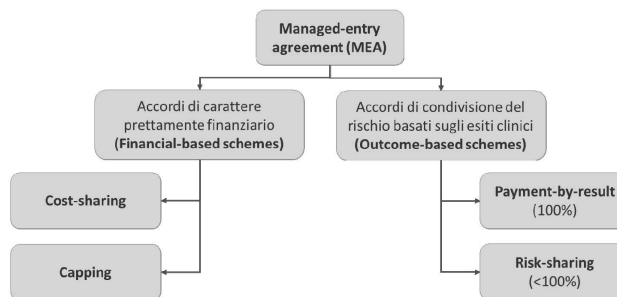 Managed-entry
agreement (MEA)
Accordi di carattere
prettamente finanziario
(Financial-based schemes)
Accordi di condivisione del
rischio basati sugli esiti clinici
(Outcome-based schemes)
Cost-sharing
Capping
Payment-by-result
(100%)
Risk-sharing
(<100%)